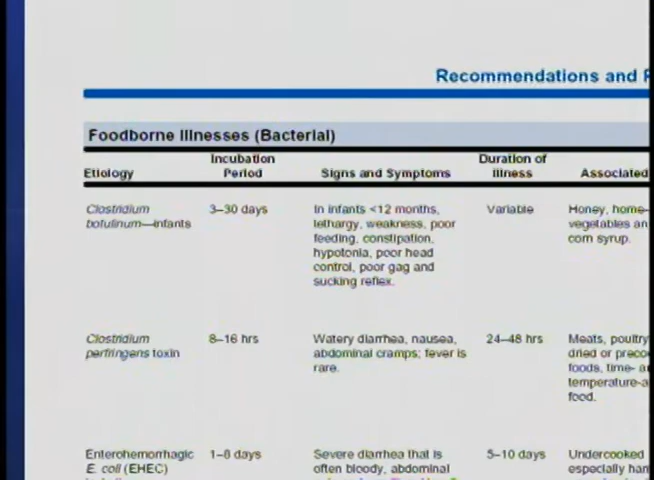 Recommendations and
Foodborne Illnesses (Bacterial)
Etiology
Incubation
Period
Signs and Symptoms
Duration of
Illness
Associated
Clostridium
botulinum—infants
3–30 days
In infants <12 months,
lethargy, weakness, poor
feeding, constipation,
hypotonia, poor head
control, poor gag and
sucking reflex.
Variable
Honey, home-
vegetables an
corn syrup.
Clostridium
perfringens toxin
8–16 hrs
Watery diarrhea, nausea,
abdominal cramps; fever is
rare.
24–48 hrs
Meats, poultry
dried or preco
foods, time- a
temperature-a
food.
Enterohemorrhagic
E. coli (EHEC)
1–8 days
Severe diarrhea that is
often bloody, abdominal
5–10 days
Undercooked
especially ham